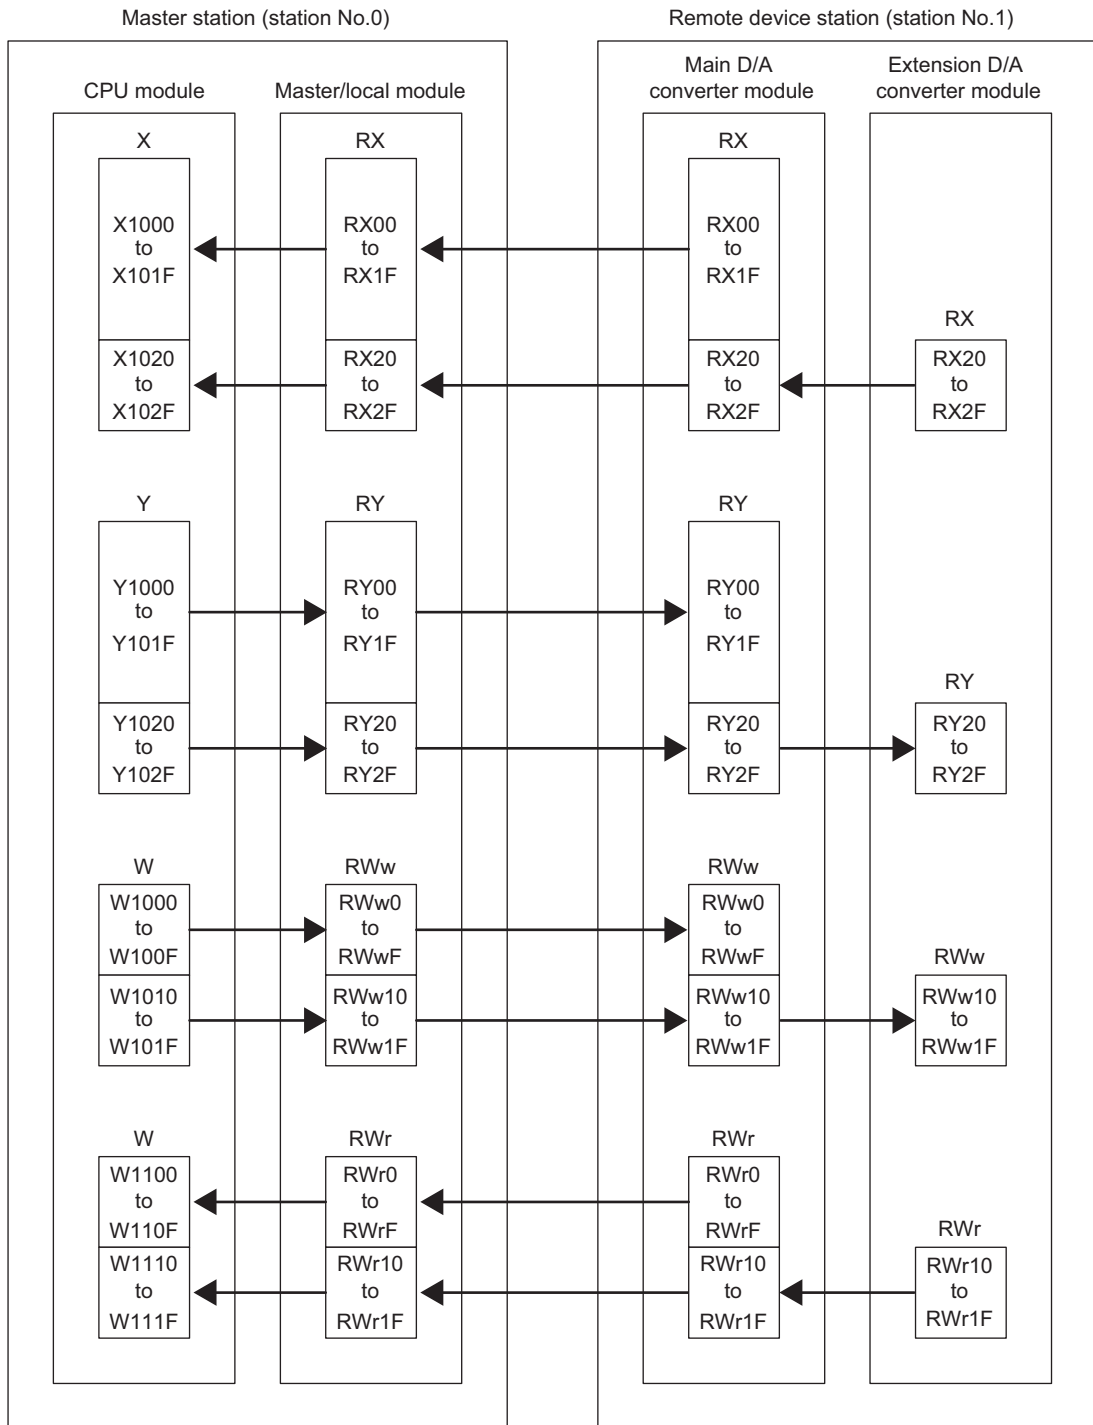 Master station (station No.0)
Remote device station (station No.1)
CPU module
Master/local module
Main D/A
converter module
Extension D/A
converter module
X
RX
RX
X1000
to
X101F
RX00
to
RX1F
RX00
to
RX1F
RX
X1020
to
X102F
RX20
to
RX2F
RX20
to
RX2F
RX20
to
RX2F
Y
RY
RY
Y1000
to
Y101F
RY00
to
RY1F
RY00
to
RY1F
RY
Y1020
to
Y102F
RY20
to
RY2F
RY20
to
RY2F
RY20
to
RY2F
W
RWw
RWw
W1000
to
W100F
RWw0
to
RWwF
RWw0
to
RWwF
RWw
W1010
to
W101F
RWw10
to
RWw1F
RWw10
to
RWw1F
RWw10
to
RWw1F
W
RWr
RWr
W1100
to
W110F
RWr0
to
RWrF
RWr0
to
RWrF
RWr
W1110
to
W111F
RWr10
to
RWr1F
RWr10
to
RWr1F
RWr10
to
RWr1F